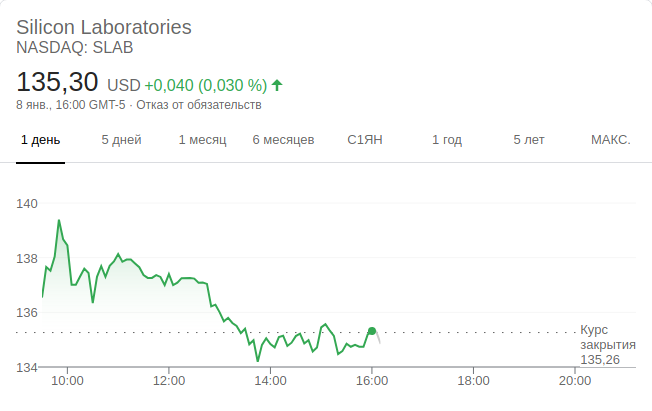 Silicon Laboratories
NASDAQ: SLAB
135,30 USD +0,040 (0,030 %)
8 янв., 16:00 GMT-5 · Отказ от обязательств
1 день 5 дней 1 месяц 6 месяцев С1ЯН 1 год 5 лет МАКС.
140
138
136
Курс
закрытия
135,26
134
10:00 12:00 14:00 16:00 18:00 20:00